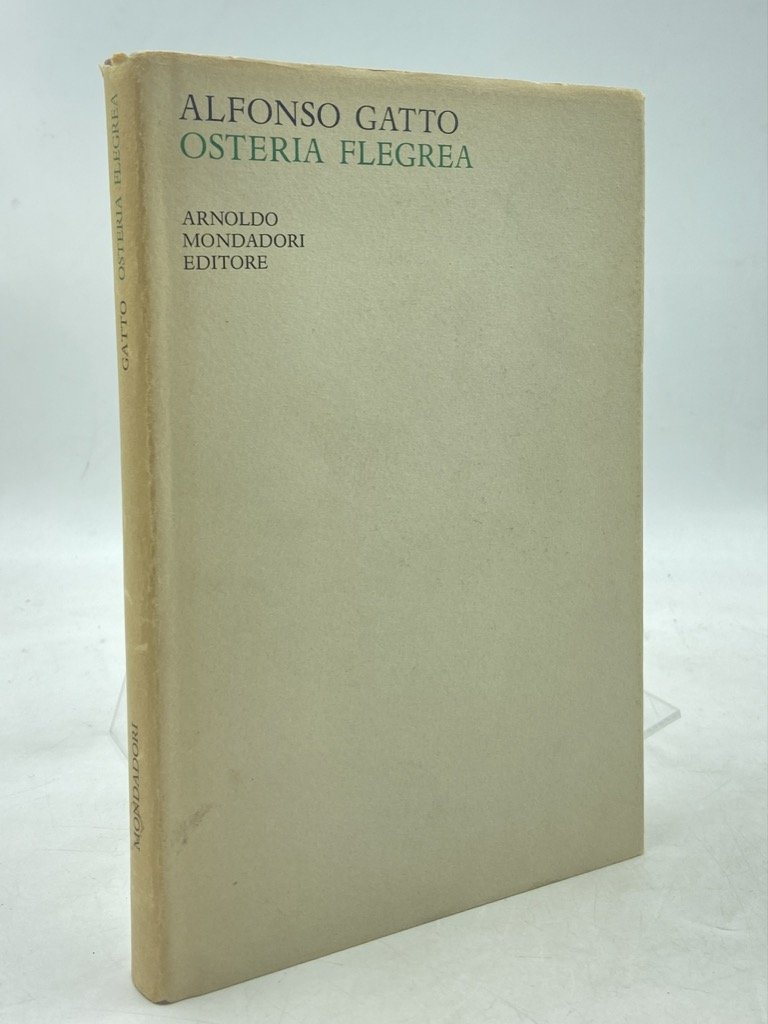 ALFONSO GATTO
OSTERIA FLEGREA
ARNOLDO
MONDADORI
EDITORE
GATTO OSTERIA FLEGREA
MONDADORI